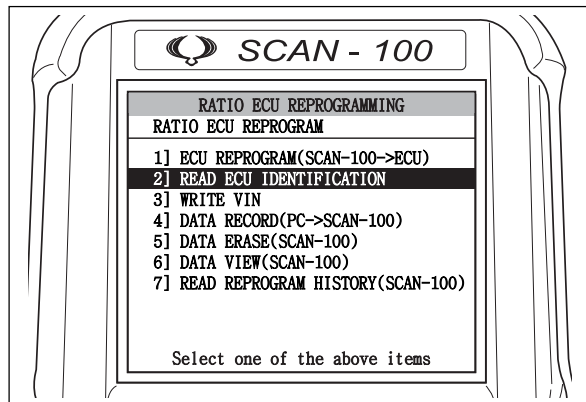 SCAN - 100
RATIO ECU REPROGRAMMING
RATIO ECU REPROGRAM
1] ECU REPROGRAM(SCAN-100->ECU)
2] READ ECU IDENTIFICATION
3] WRITE VIN
4] DATA RECORD(PC->SCAN-100)
5] DATA ERASE(SCAN-100)
6] DATA VIEW(SCAN-100)
7] READ REPROGRAM HISTORY(SCAN-100)
Select one of the above items